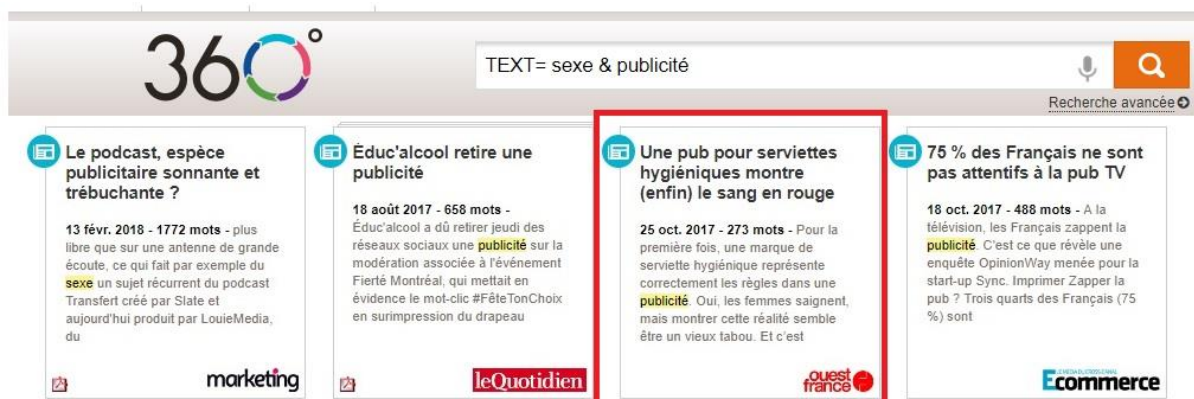 360°
TEXT= sexe & publicité
Recherche avancée
Le podcast, espèce
publicitaire sonnante et
trébuchante ?
13 févr. 2018 - 1772 mots - plus
libre que sur une antenne de grande
écoute, ce qui fait par exemple du
sexe un sujet récurrent du podcast
Transfert créé par Slate et
aujourd'hui produit par LouieMedia,
du
marketing
Éduc'alcool retire une
publicité
18 août 2017 - 658 mots -
Éduc'alcool a dû retirer jeudi des
réseaux sociaux une publicité sur la
modération associée à l'événement
Fierté Montréal, qui mettait en
évidence le mot-clic #FêteTonChoix
en surimpression du drapeau
leQuotidien
Une pub pour serviettes
hygiéniques montre
(enfin) le sang en rouge
25 oct. 2017 - 273 mots - Pour la
première fois, une marque de
serviette hygiénique représente
correctement les règles dans une
publicité. Oui, les femmes saignent,
mais montrer cette réalité semble
être un vieux tabou. Et c'est
ouest
france
75 % des Français ne sont
pas attentifs à la pub TV
18 oct. 2017 - 488 mots - A la
télévision, les Français zappent la
publicité. C'est ce que révèle une
enquête OpinionWay menée pour la
start-up Sync. Imprimer Zapper la
pub ? Trois quarts des Français (75
%) sont
Ecommerce